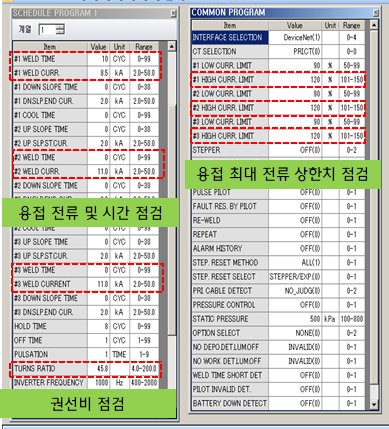 SCHEDULE PROGRAM 1
계열 1
Item Value Unit Range
#1 WELD TIME 10 CYC 0-99
#1 WELD CURR. 8.5 kA 2.0-50.0
#1 DOWN SLOPE TIME 0 CYC 0-30
#1 DNSLP.END CUR. 2.0 kA 2.0-50.0
#1 COOL TIME 0 CYC 0-99
#2 UP SLOPE TIME 0 CYC 0-30
#2 UP SLPST.CUR. 2.0 kA 2.0-50.0
#2 WELD TIME 0 CYC 0-99
#2 WELD CURR. 11.0 kA 2.0-50.0
#2 DOWN SLOPE TIME 0 CYC 0-30
용접 전류 및 시간 점검
#2 COOL TIME 0 CYC 0-99
#3 UP SLOPE TIME 0 CYC 0-30
#3 UP SLPST.CUR. 2.0 kA 2.0-50.0
#3 WELD TIME 0 CYC 0-99
#3 WELD CURRENT 11.0 kA 2.0-50.0
#3 DOWN SLOPE TIME 0 CYC 0-30
#3 DNSLP.END CUR. 2.0 kA 2.0-50.0
HOLD TIME 8 CYC 0-99
OFF TIME 1 CYC 0-99
PULSATION 1 TIME 1-9
TURNS RATIO 45.8 4.0-200.0
INVERTER FREQUENCY 1000 Hz 400-2000
권선비 점검
COMMON PROGRAM
Item Value Unit Range
INTERFACE SELECTION DeviceNet(1) 0-4
CT SELECTION PRI.CT(0) 0-0
#1 LOW CURR. LIMIT 90 % 50-99
#1 HIGH CURR. LIMIT 120 % 101-150
#2 LOW CURR. LIMIT 90 % 50-99
#2 HIGH CURR. LIMIT 120 % 101-150
#3 LOW CURR. LIMIT 90 % 50-99
#3 HIGH CURR. LIMIT 120 % 101-150
STEPPER OFF(0) 0-2
용접 최대 전류 상한치 점검
PULSE PILOT OFF(0) 0-1
FAULT RES. BY PILOT OFF(0) 0-1
RE-WELD OFF(0) 0-1
REPEAT OFF(0) 0-1
ALARM HISTORY OFF(0) 0-1
STEP. RESET METHOD ALL(1) 0-1
STEP. RESET SELECT STEPPER/EXP.(0) 0-1
PRI CABLE DETECT NO_JUDG(0) 0-2
PRESSURE CONTROL OFF(0) 0-1
STATIC PRESSURE 500 kPa 100-800
OPTION SELECT NONE(0) 0-2
NO DEPO.DET.LUM.OFF INVALID(0) 0-1
NO WORK DET.LUM.OFF INVALID(0) 0-1
WELD TIME SHORT DET OFF(0) 0-1
PILOT INVALID DET. OFF(0) 0-1
BATTERY DOWN DETECT OFF(0) 0-1